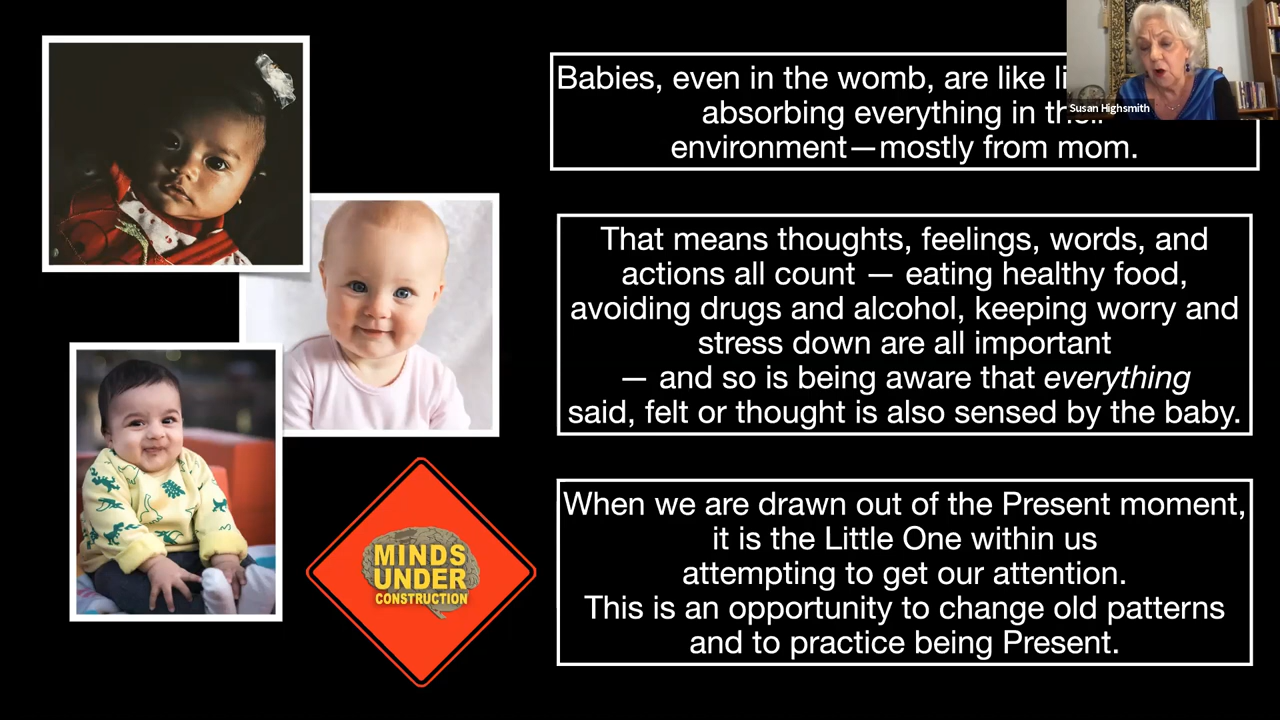 Babies, even in the womb, are like
absorbing everything in their
environment—mostly from mom.
Susan Highsmith
That means thoughts, feelings, words, and
actions all count — eating healthy food,
avoiding drugs and alcohol, keeping worry and
stress down are all important
— and so is being aware that everything
said, felt or thought is also sensed by the baby.
MINDS
UNDER
CONSTRUCTION
When we are drawn out of the Present moment,
it is the Little One within us
attempting to get our attention.
This is an opportunity to change old patterns
and to practice being Present.